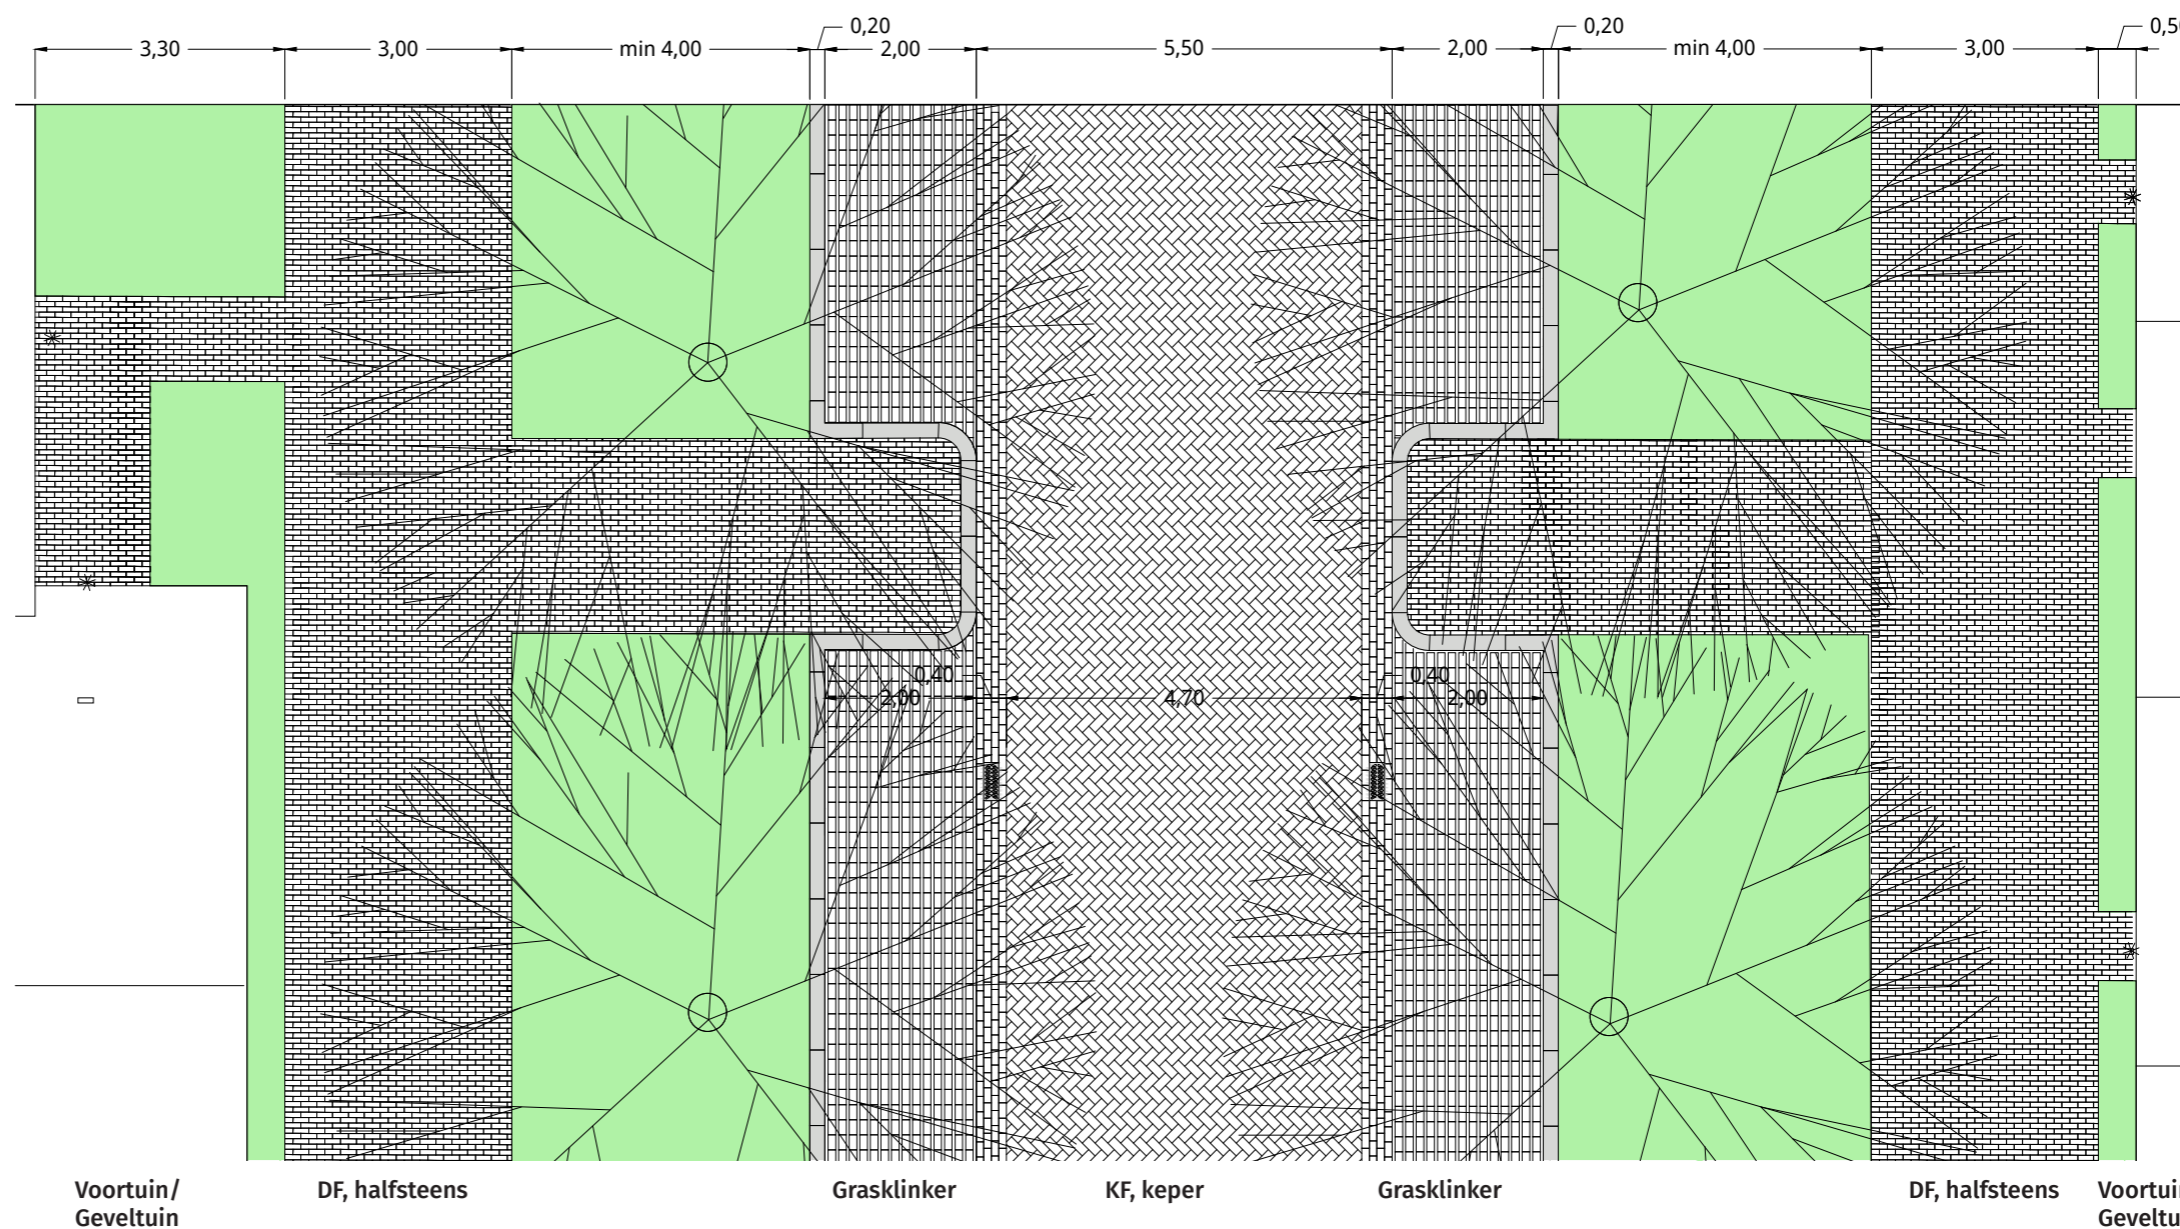 0,20
0,20
3,30 3,00 min 4,00 2,00 5,50 2,00 min 4,00 3,00
0,40 0,40
2,00 4,70 2,00
Voortuin/ DF, halfsteens Grasklinker KF, keper Grasklinker DF, halfsteens
Geveltuin